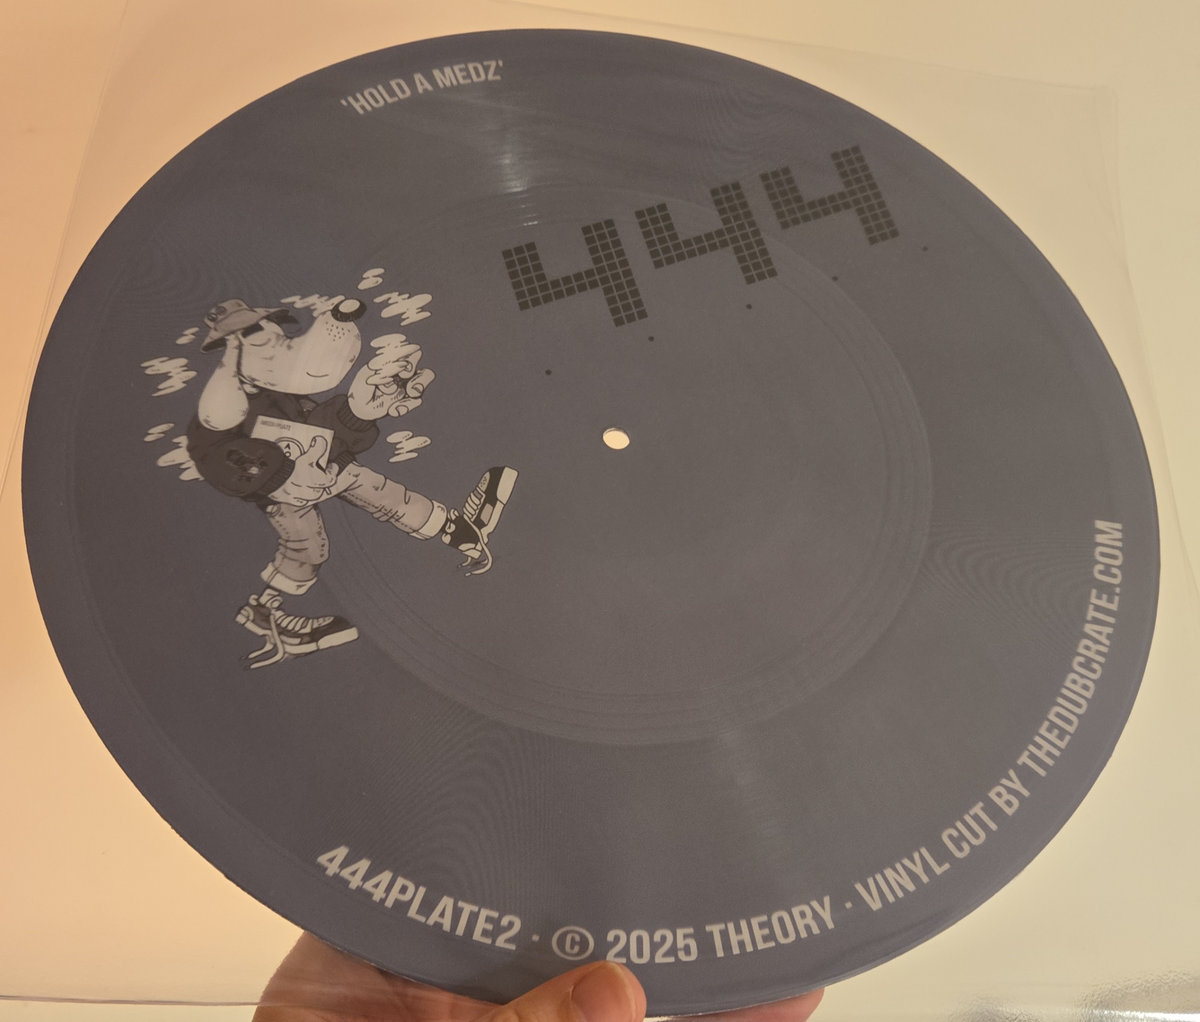 'HOLD A MEDZ'
444
444PLATE2 · © 2025 THEORY · VINYL CUT BY THEDUBCRATE.COM